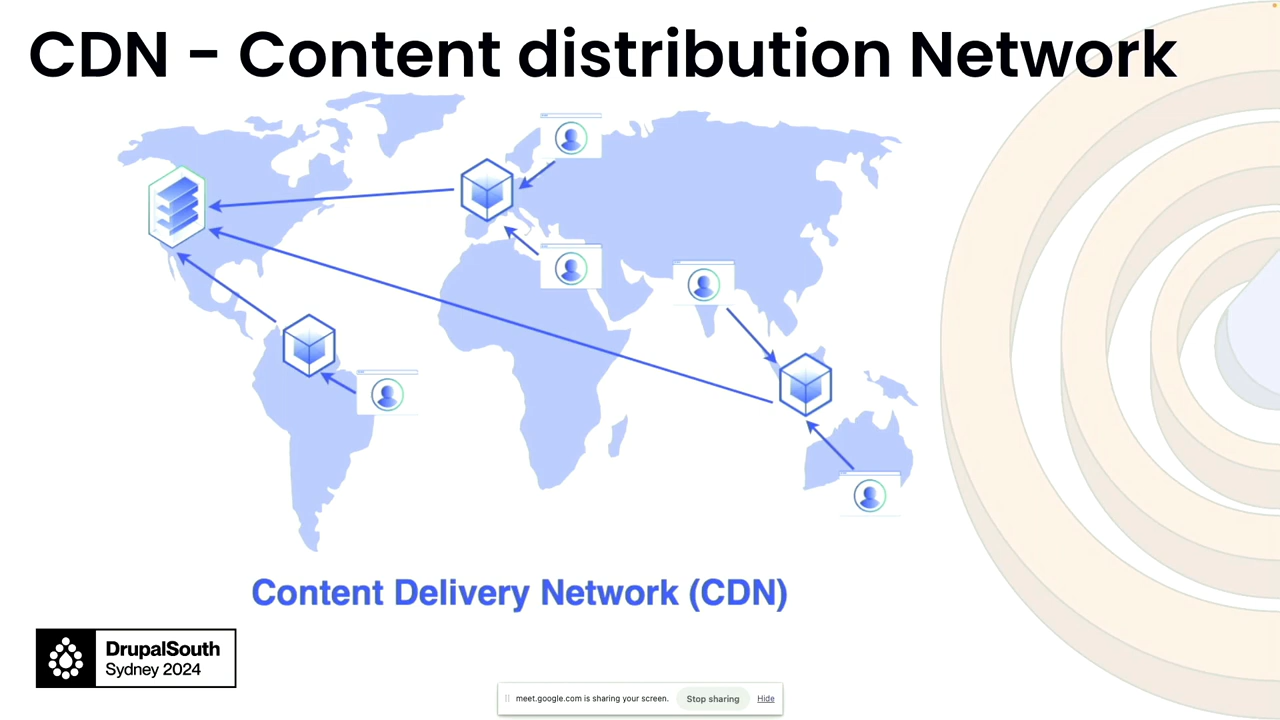 CDN - Content distribution Network
Content Delivery Network (CDN)
DrupalSouth
Sydney 2024
meet.google.com is sharing your screen.
Stop sharing
Hide